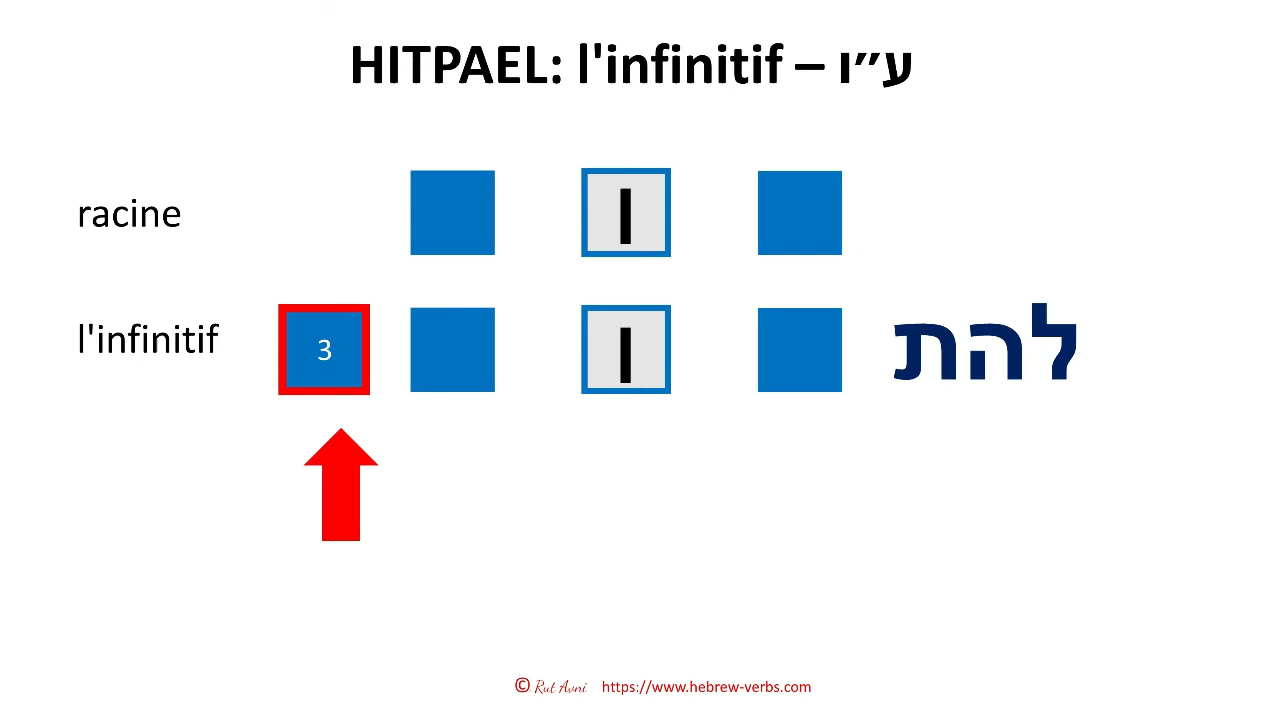 HITPAEL: l'infinitif – ע״ו
racine
ו
l'infinitif
3
ו
להת
© Rut Avni https://www.hebrew-verbs.com